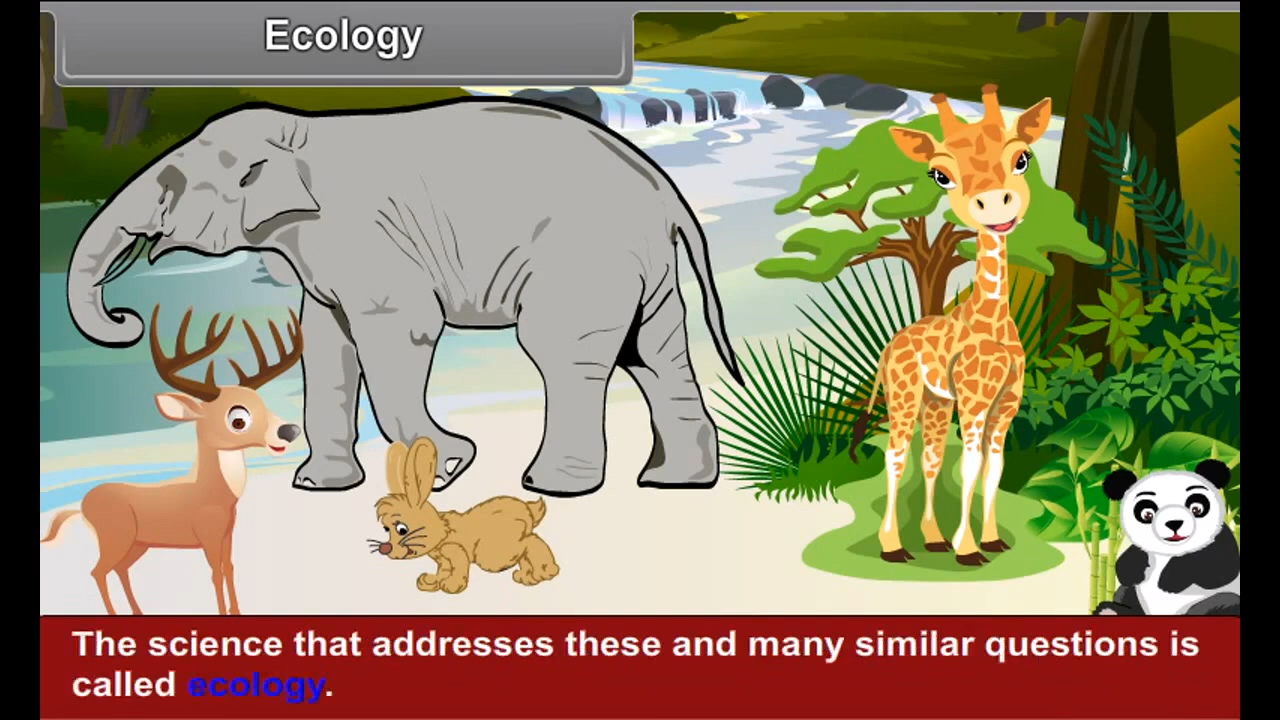 Ecology
The science that addresses these and many similar questions is
called ecology.